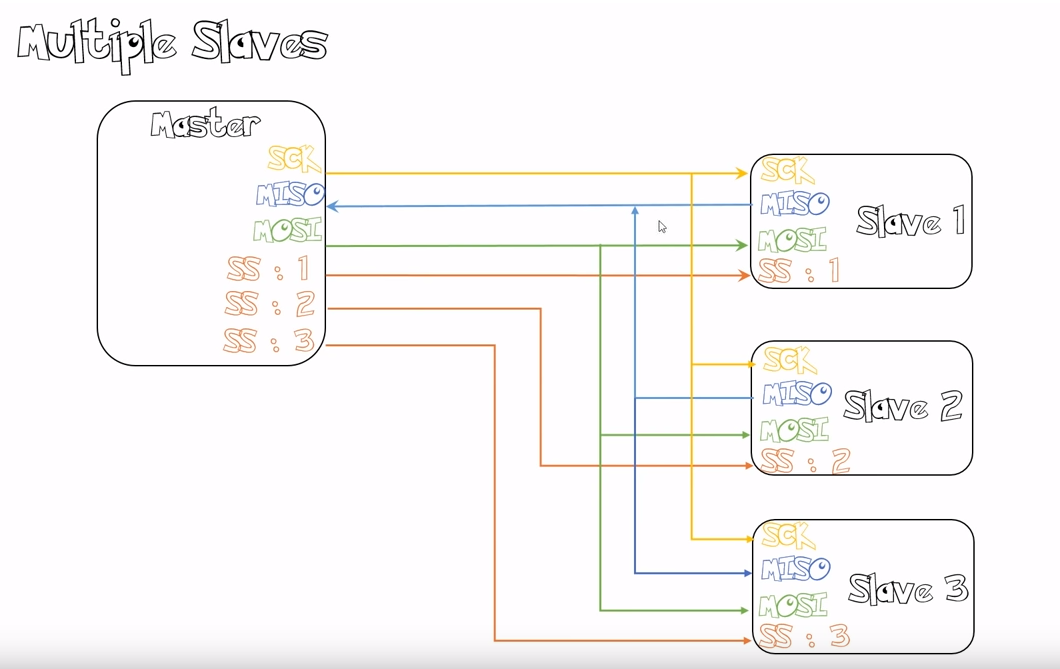 Multiple Slaves
Master
SCK
MISO
MOSI
SS : 1
SS : 2
SS : 3
SCK
MISO
MOSI
SS : 1
Slave 1
SCK
MISO
MOSI
SS : 2
Slave 2
SCK
MISO
MOSI
SS : 3
Slave 3